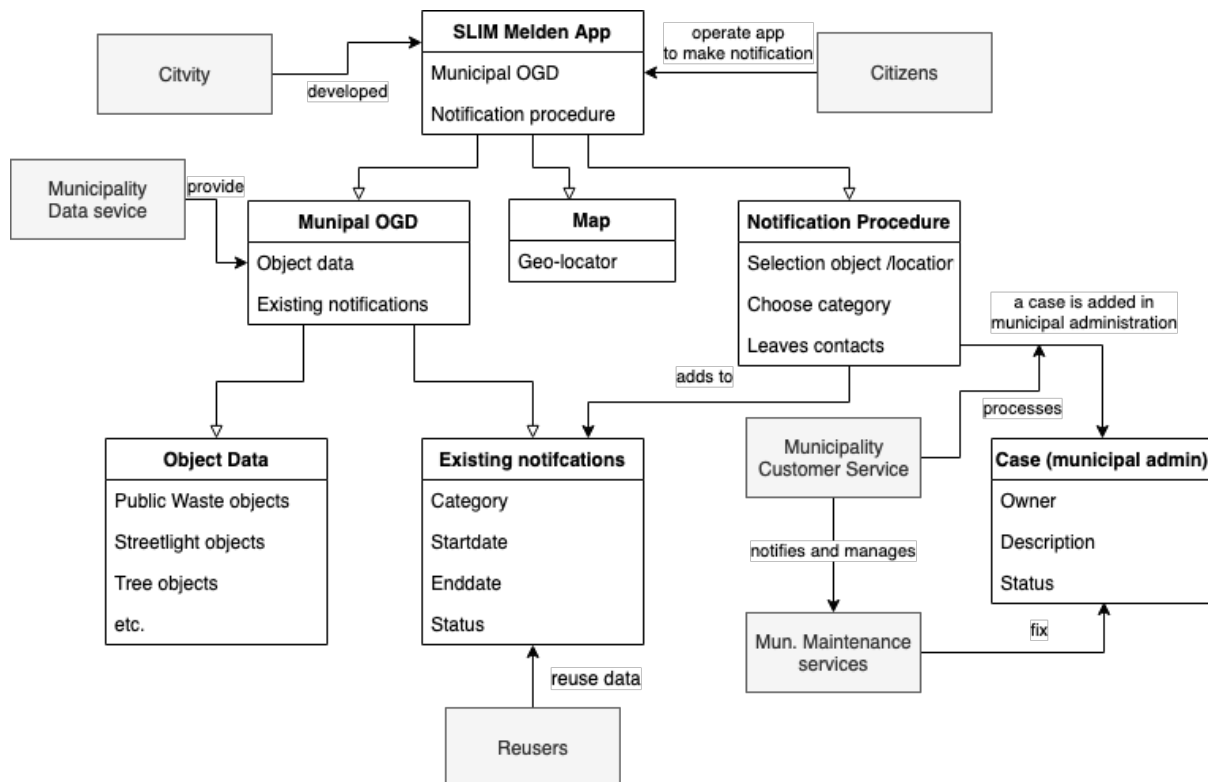 SLIM Melden App
Municipal OGD
Notification procedure
Citvity
developed
operate app
to make notification
Citizens
Municipality
Data sevice
provide
Munipal OGD
Object data
Existing notifications
Map
Geo-locator
Notification Procedure
Selection object /locatior
Choose category
Leaves contacts
a case is added in
municipal administration
adds to
processes
Object Data
Public Waste objects
Streetlight objects
Tree objects
etc.
Existing notifcations
Category
Startdate
Enddate
Status
Municipality
Customer Service
Case (municipal admin)
Owner
Description
Status
notifies and manages
Mun. Maintenance
services
fix
reuse data
Reusers